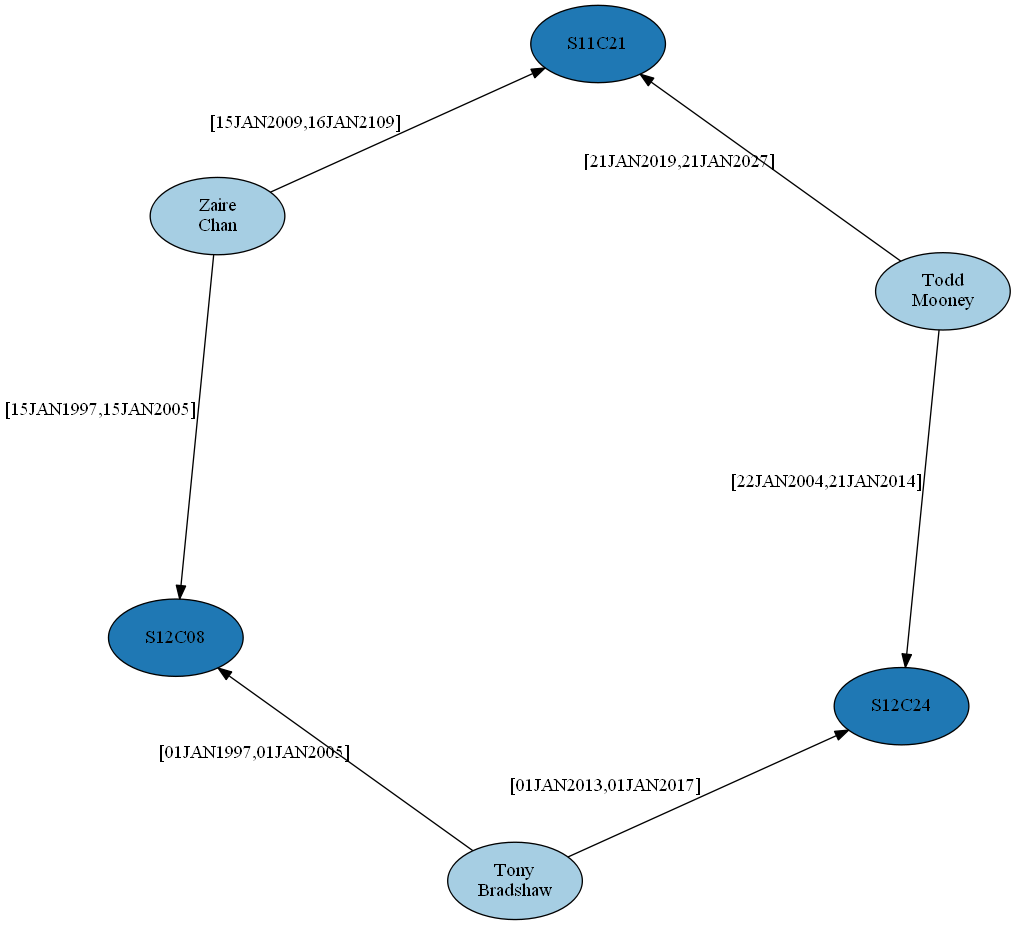 S11C21
[15JAN2009,16JAN2109]
[21JAN2019,21JAN2027]
Zaire
Chan
Todd
Mooney
[15JAN1997,15JAN2005]
[22JAN2004,21JAN2014]
S12C08
S12C24
[01JAN1997,01JAN2005]
[01JAN2013,01JAN2017]
Tony
Bradshaw